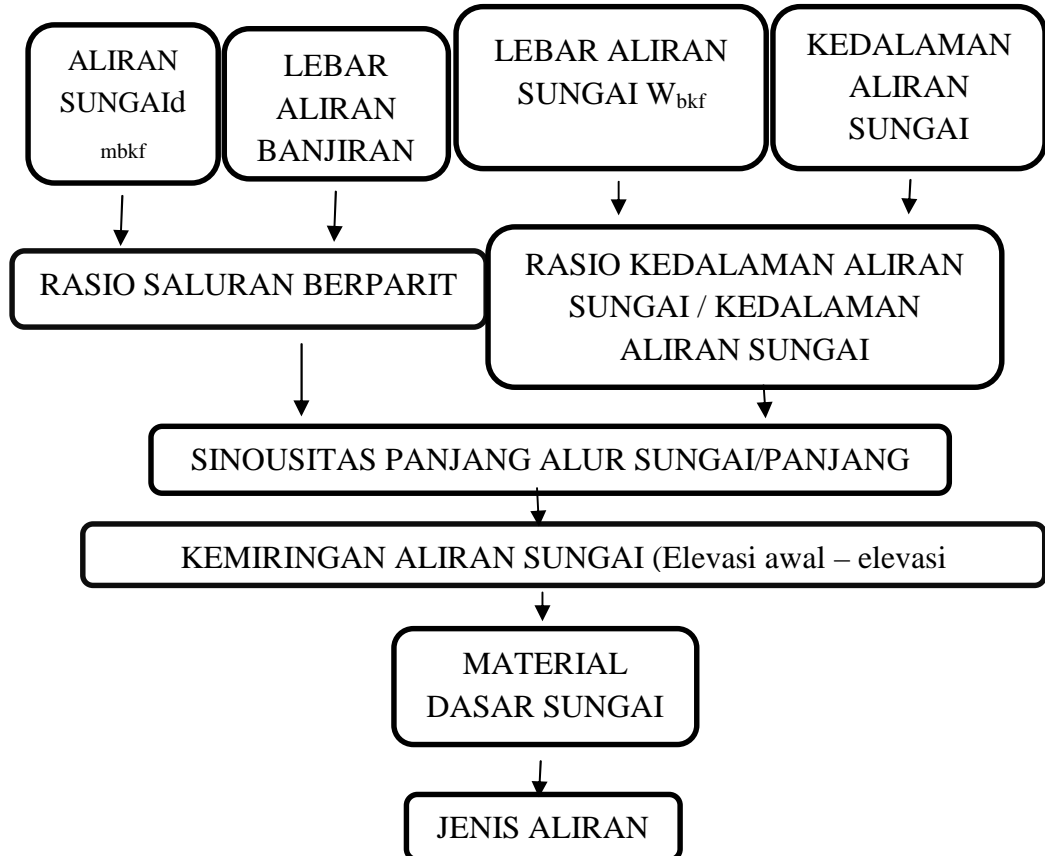 ALIRAN
SUNGAId
mbkf
LEBAR
ALIRAN
BANJIRAN
LEBAR ALIRAN
SUNGAI Wbkf
KEDALAMAN
ALIRAN
SUNGAI
RASIO SALURAN BERPARIT
RASIO KEDALAMAN ALIRAN
SUNGAI / KEDALAMAN
ALIRAN SUNGAI
SINOUSITAS PANJANG ALUR SUNGAI/PANJANG
KEMIRINGAN ALIRAN SUNGAI (Elevasi awal – elevasi
MATERIAL
DASAR SUNGAI
JENIS ALIRAN